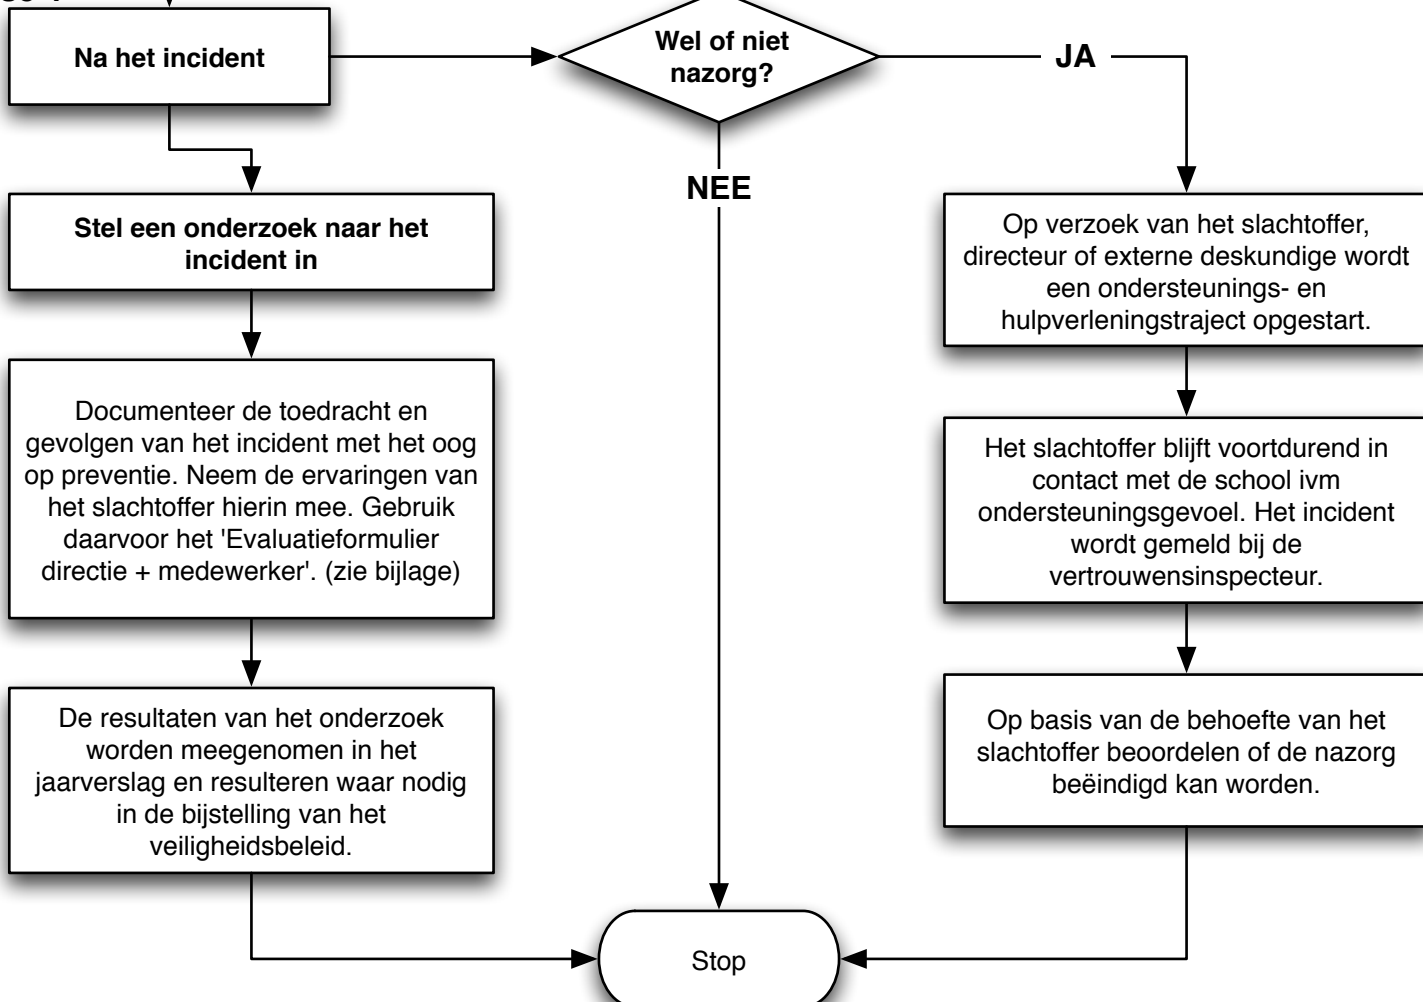 Na het incident
Wel of niet
nazorg?
JA
NEE
Stel een onderzoek naar het
incident in
Op verzoek van het slachtoffer,
directeur of externe deskundige wordt
een ondersteunings- en
hulpverleningstraject opgestart.
Documenteer de toedracht en
gevolgen van het incident met het oog
op preventie. Neem de ervaringen van
het slachtoffer hierin mee. Gebruik
daarvoor het 'Evaluatieformulier
directie + medewerker'. (zie bijlage)
Het slachtoffer blijft voortdurend in
contact met de school ivm
ondersteuningsgevoel. Het incident
wordt gemeld bij de
vertrouwensinspecteur.
De resultaten van het onderzoek
worden meegenomen in het
jaarverslag en resulteren waar nodig
in de bijstelling van het
veiligheidsbeleid.
Op basis van de behoefte van het
slachtoffer beoordelen of de nazorg
beëindigd kan worden.
Stop